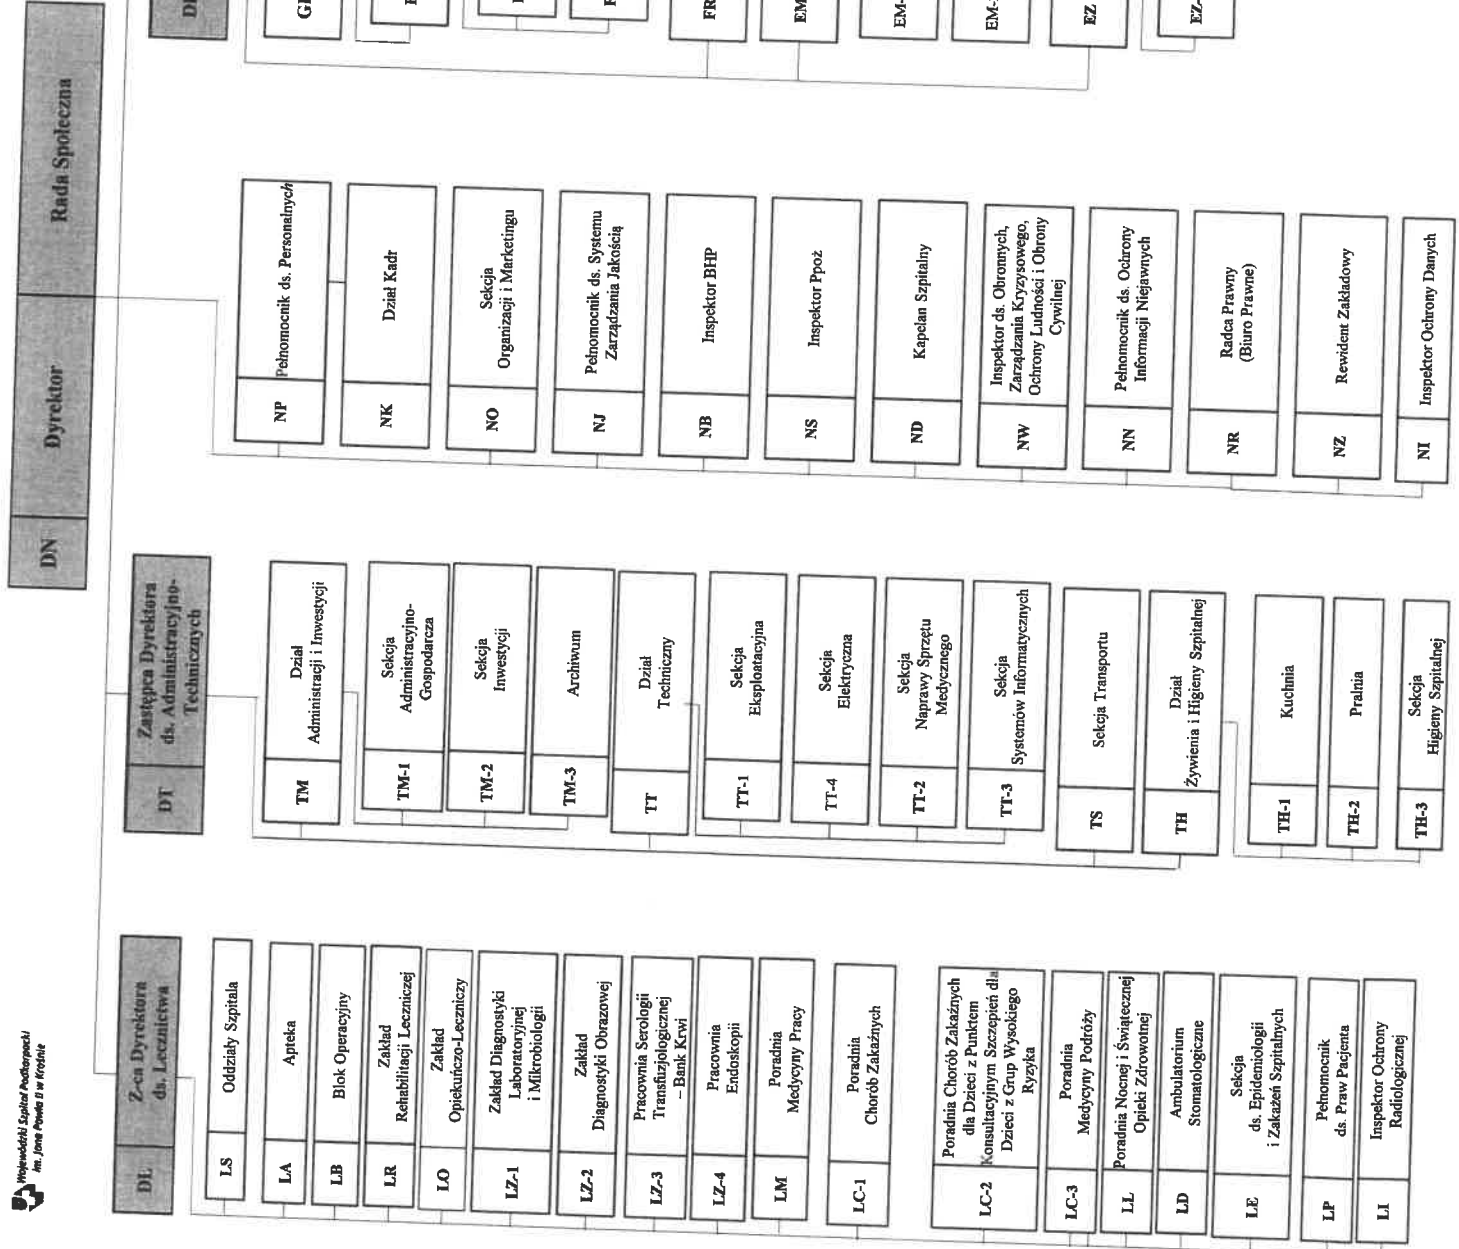 Wojewódzki Szpital Podkarpacki
im. Jana Pawła II w Krośnie
DN
Dyrektor
Rada Społeczna
DL
Z-ca Dyrektora
ds. Lecznictwa
LS
Oddziały Szpitala
LA
Apteka
LB
Blok Operacyjny
LR
Zakład
Rehabilitacji Leczniczej
LO
Zakład
Opiekuńczo-Leczniczy
LZ-1
Zakład Diagnostyki
Laboratoryjnej
i Mikrobiologii
LZ-2
Zakład
Diagnostyki Obrazowej
LZ-3
Pracownia Serologii
Transfuzjologicznej
– Bank Krwi
LZ-4
Pracownia
Endoskopii
LM
Poradnia
Medycyny Pracy
LC-1
Poradnia
Chorób Zakaźnych
LC-2
Poradnia Chorób Zakaźnych
dla Dzieci z Punktem
Konsultacyjnym Szczepień dla
Dzieci z Grup Wysokiego
Ryzyka
LC-3
Poradnia
Medycyny Podróży
LL
Poradnia Nocnej i Świątecznej
Opieki Zdrowotnej
LD
Ambulatorium
Stomatologiczne
LE
Sekcja
ds. Epidemiologii
i Zakażeń Szpitalnych
LP
Pełnomocnik
ds. Praw Pacjenta
LI
Inspektor Ochrony
Radiologicznej
DT
Zastępca Dyrektora
ds. Administracyjno-
Technicznych
TM
Dział
Administracji i Inwestycji
TM-1
Sekcja
Administracyjno-
Gospodarcza
TM-2
Sekcja
Inwestycji
TM-3
Archiwum
TT
Dział
Techniczny
TT-1
Sekcja
Eksploatacyjna
TT-4
Sekcja
Elektryczna
TT-2
Sekcja
Naprawy Sprzętu
Medycznego
TT-3
Sekcja
Systemów Informatycznych
TS
Sekcja Transportu
TH
Dział
Żywienia i Higieny Szpitalnej
TH-1
Kuchnia
TH-2
Pralnia
TH-3
Sekcja
Higieny Szpitalnej
NP
Pełnomocnik ds. Personalnych
NK
Dział Kadr
NO
Sekcja
Organizacji i Marketingu
NJ
Pełnomocnik ds. Systemu
Zarządzania Jakością
NB
Inspektor BHP
NS
Inspektor Ppoż
ND
Kapelan Szpitalny
NW
Inspektor ds. Obronnych,
Zarządzania Kryzysowego,
Ochrony Ludności i Obrony
Cywilnej
NN
Pełnomocnik ds. Ochrony
Informacji Niejawnych
NR
Radca Prawny
(Biuro Prawne)
NZ
Rewident Zakładowy
NI
Inspektor Ochrony Danych
FR
EM
EM-
EM-
EZ
EZ-